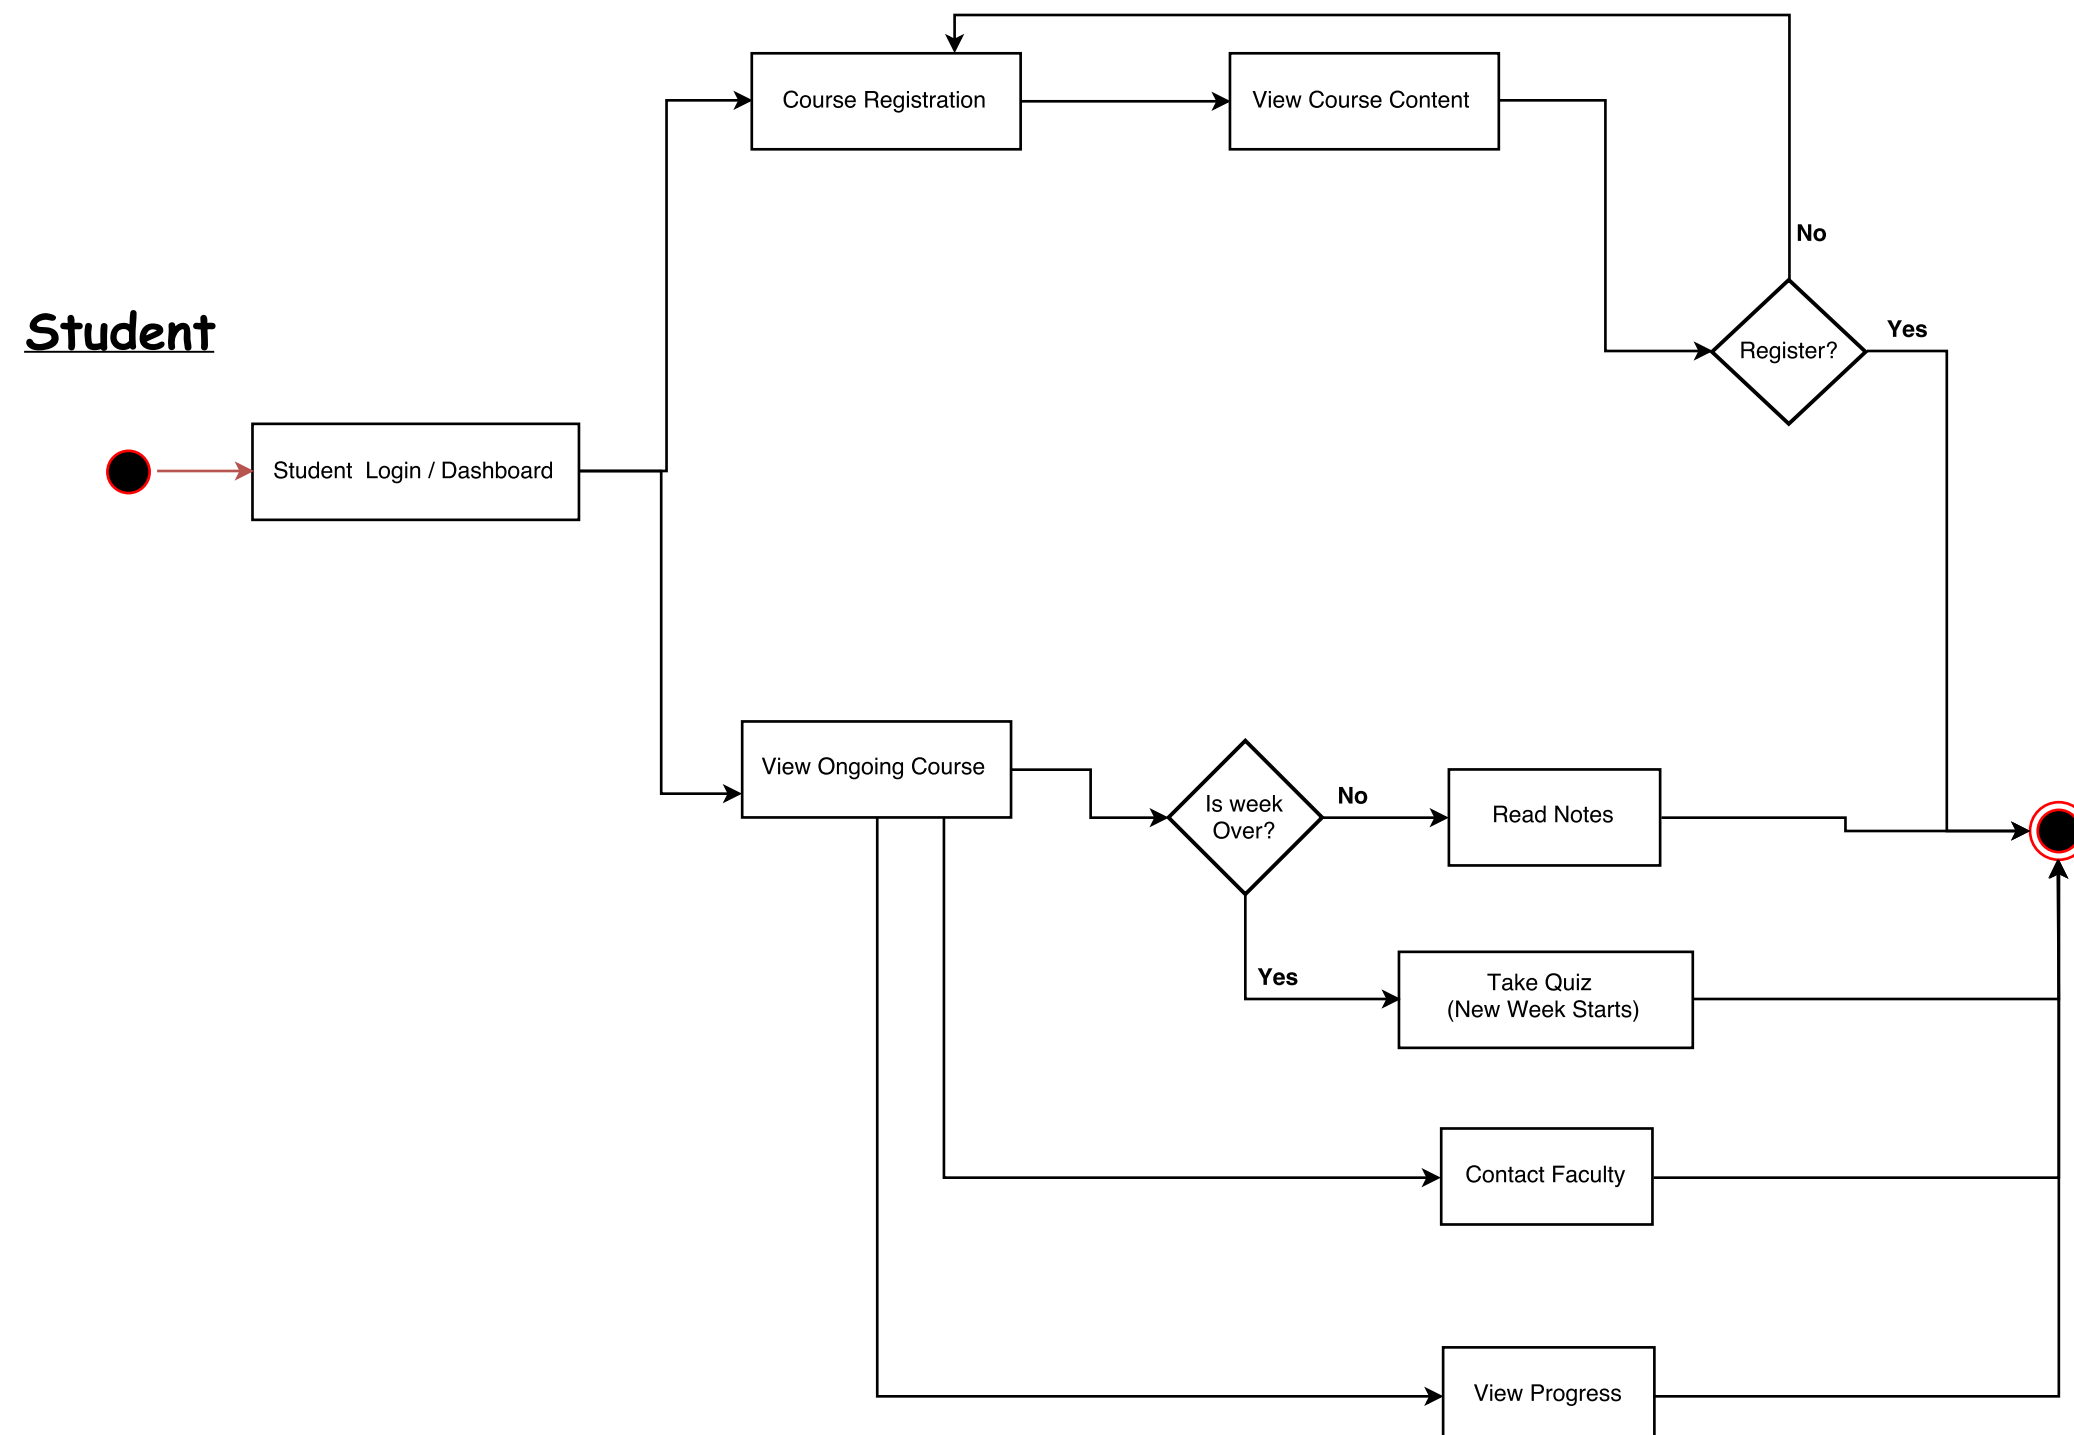 Course Registration
View Course Content
No
Student
Yes
Register?
Student  Login / Dashboard
View Ongoing Course
Is week
Over?
No
Read Notes
Yes
Take Quiz
(New Week Starts)
Contact Faculty
View Progress